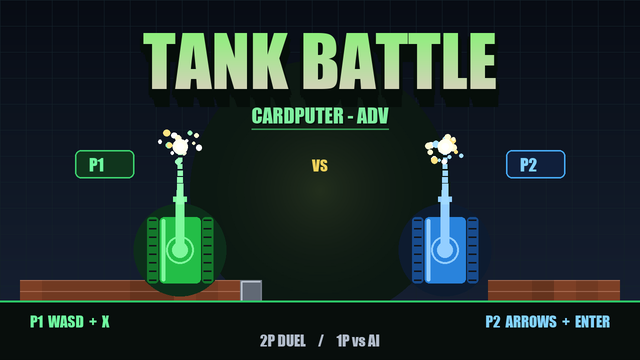 TANK BATTLE
CARDPUTER - ADV
P1
VS
P2
P1 WASD + X
P2 ARROWS + ENTER
2P DUEL / 1P vs AI